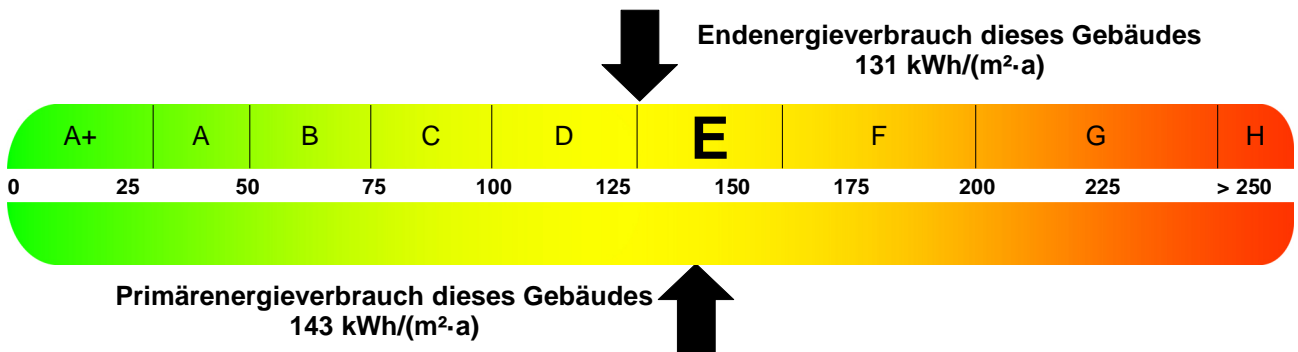 Endenergieverbrauch dieses Gebäudes
131 kWh/(m²·a)
A+ A B C D E F G H
0 25 50 75 100 125 150 175 200 225 > 250
Primärenergieverbrauch dieses Gebäudes
143 kWh/(m²·a)